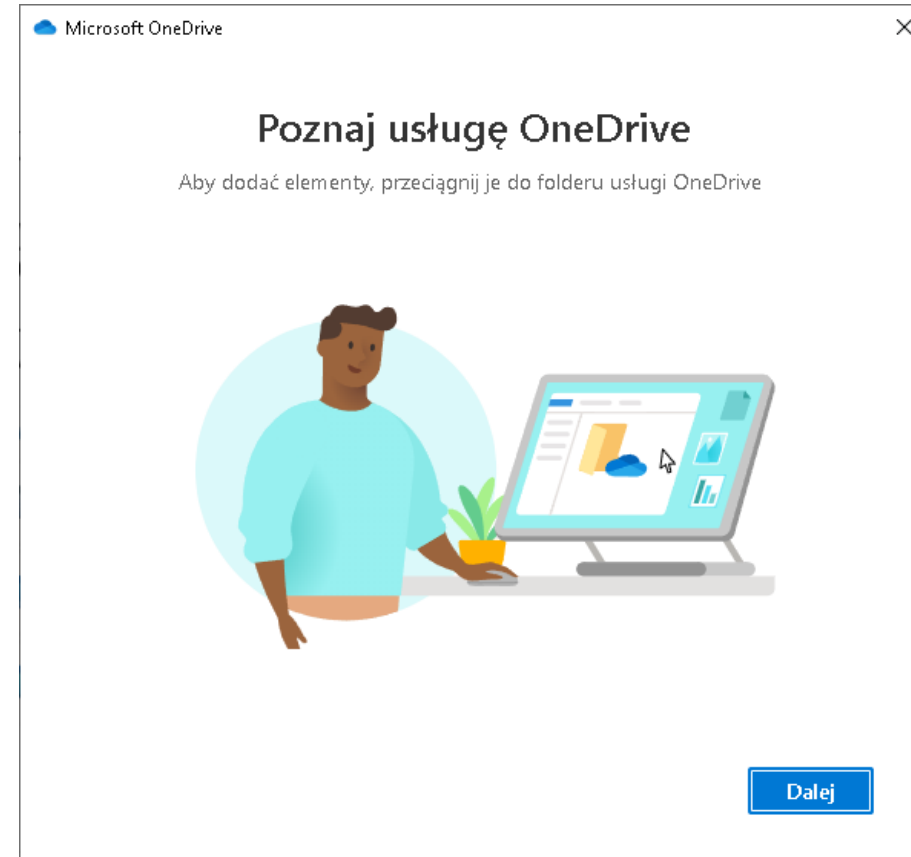 Microsoft OneDrive
Poznaj usługę OneDrive
Aby dodać elementy, przeciągnij je do folderu usługi OneDrive
Dalej